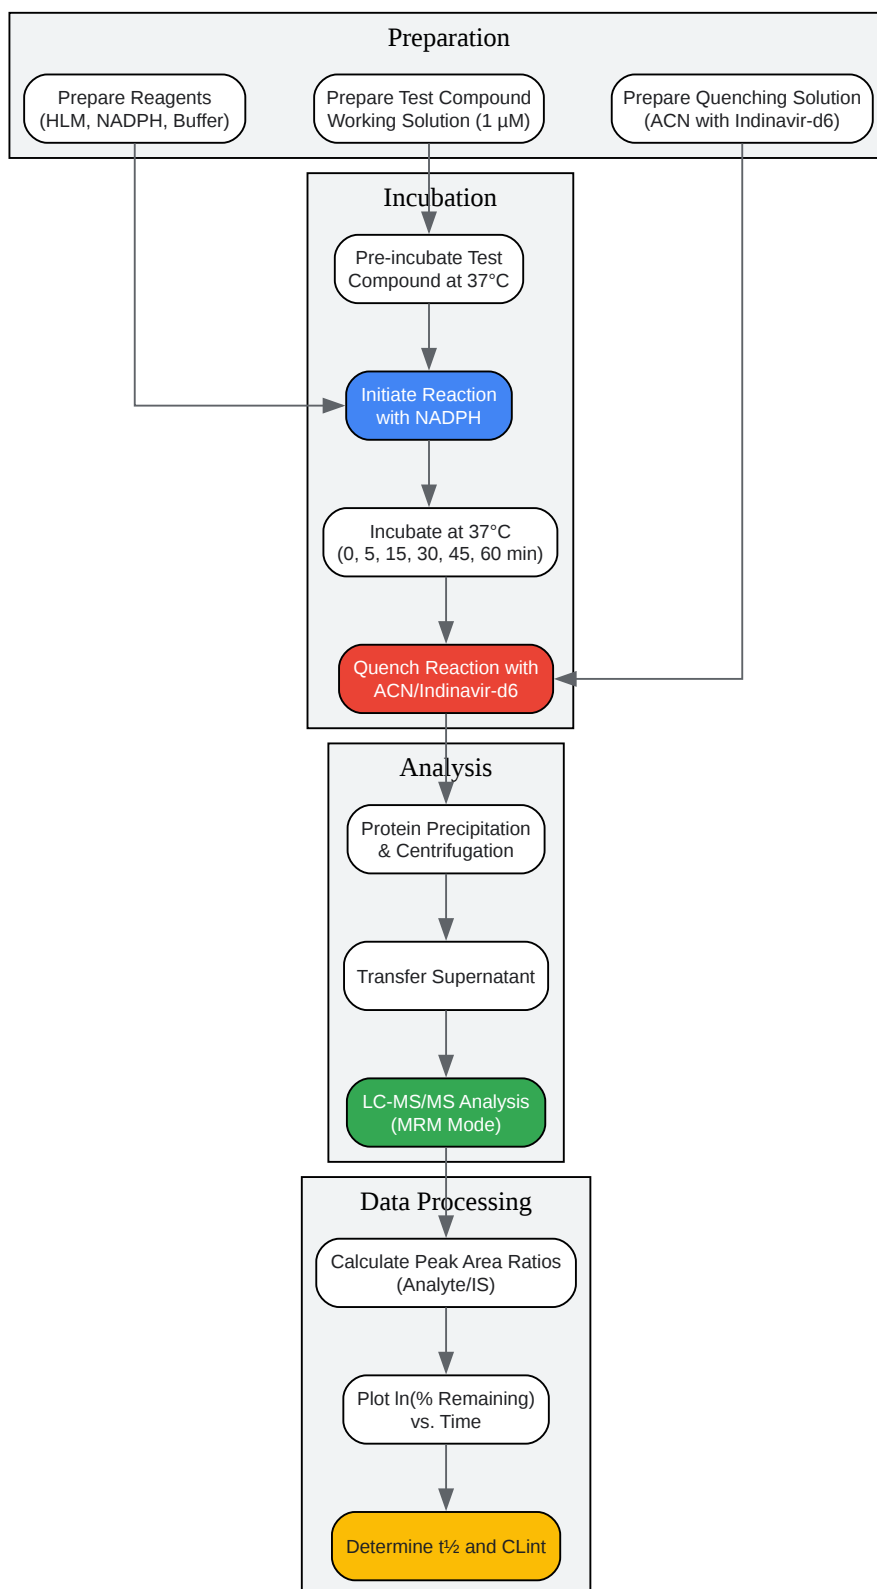 Preparation
Prepare Reagents
(HLM, NADPH, Buffer)
Prepare Test Compound
Working Solution (1 µM)
Prepare Quenching Solution
(ACN with Indinavir-d6)
Incubation
Pre-incubate Test
Compound at 37°C
Initiate Reaction
with NADPH
Incubate at 37°C
(0, 5, 15, 30, 45, 60 min)
Quench Reaction with
ACN/Indinavir-d6
Analysis
Protein Precipitation
& Centrifugation
Transfer Supernatant
LC-MS/MS Analysis
(MRM Mode)
Data Processing
Calculate Peak Area Ratios
(Analyte/IS)
Plot ln(% Remaining)
vs. Time
Determine t½ and CLint